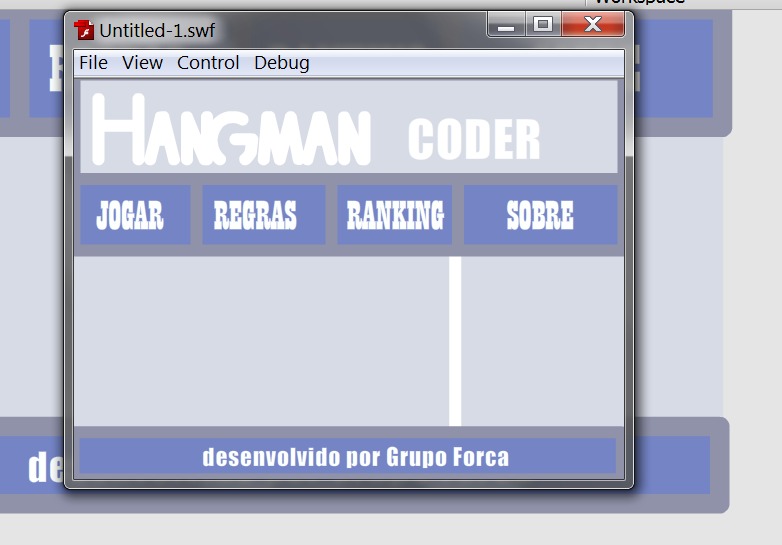 Workspace
Untitled-1.swf
File View Control Debug
HANGMAN CODER
JOGAR REGRAS RANKING SOBRE
de
desenvolvido por Grupo Forca